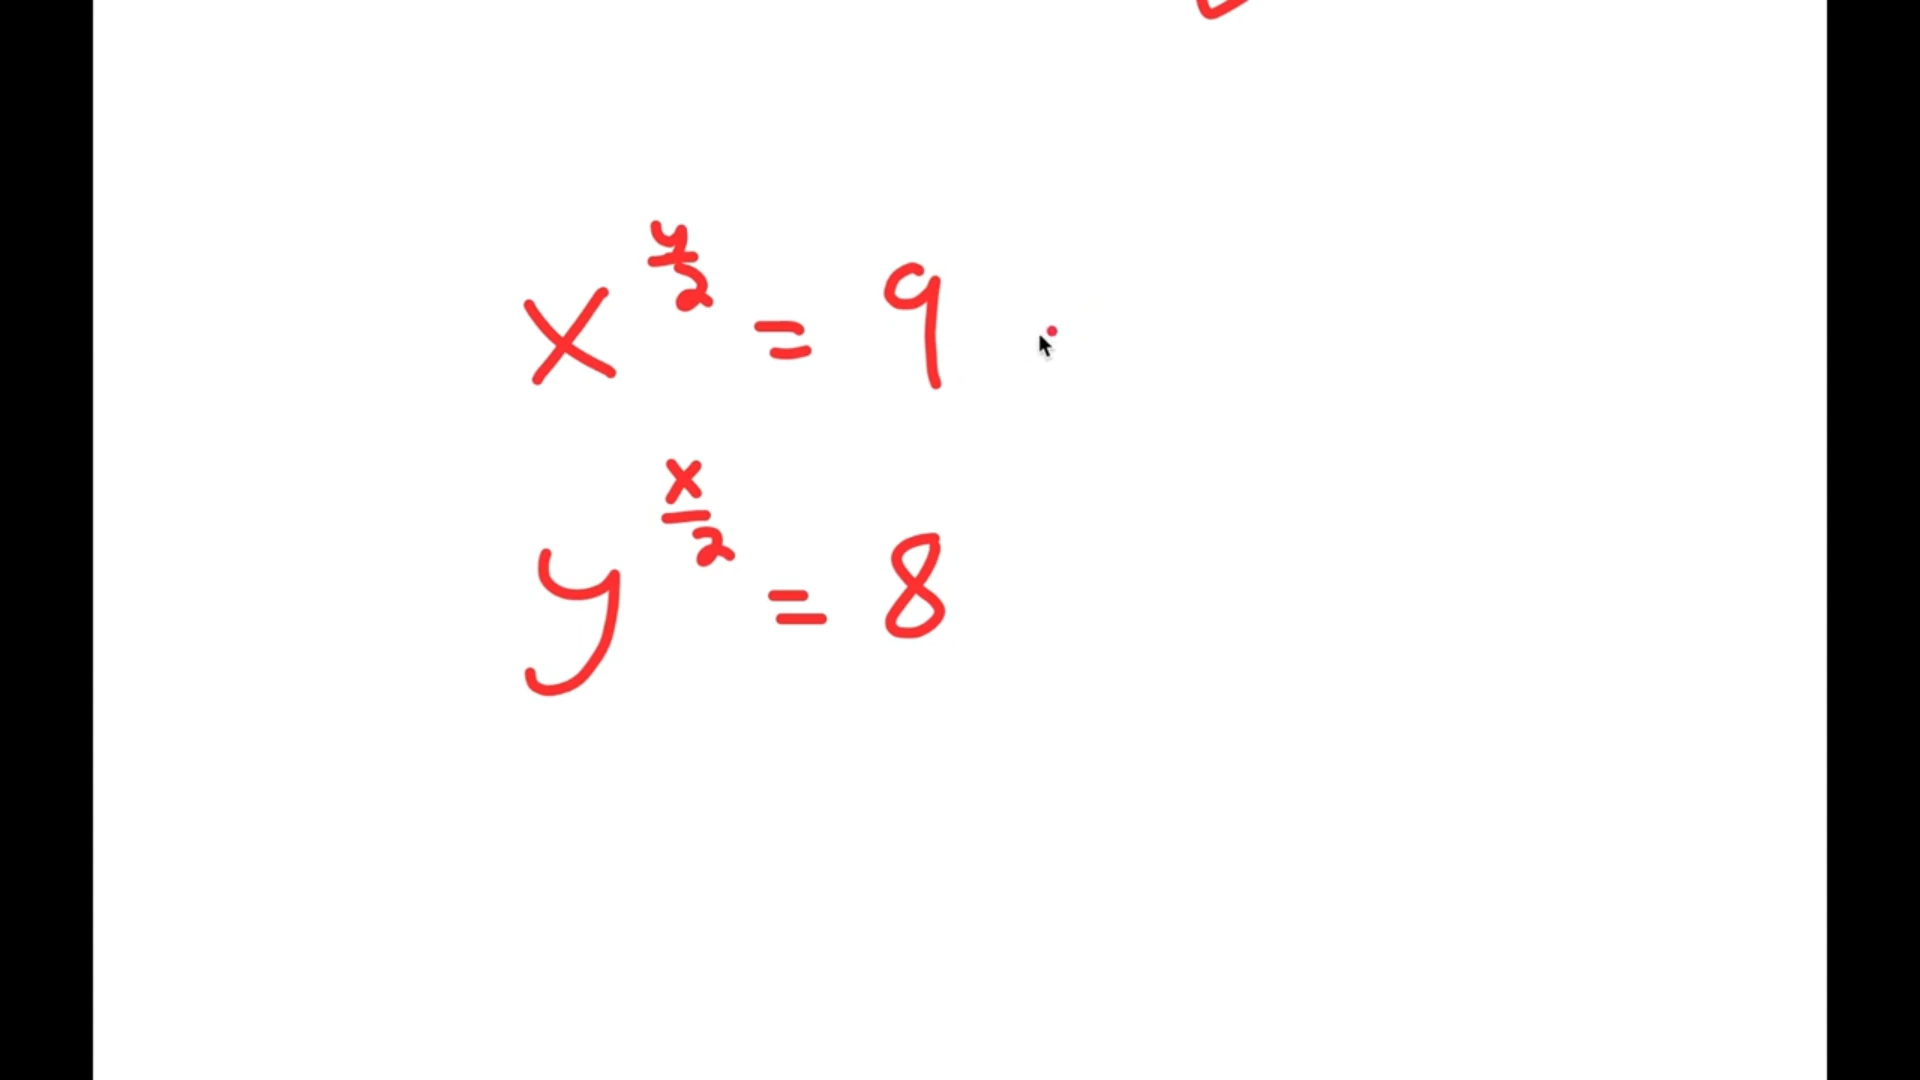 x^(y/2) = 9
y^(x/2) = 8